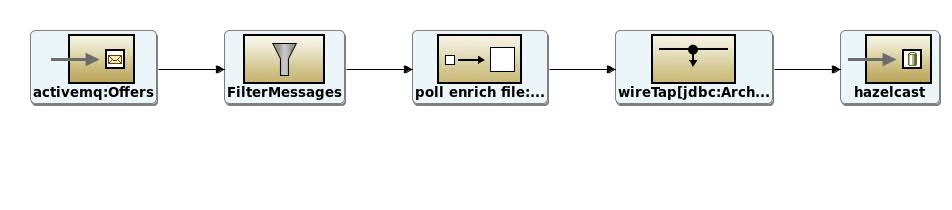 activemq:Offers
FilterMessages
poll enrich file:...
wireTap[jdbc:Arch...
hazelcast